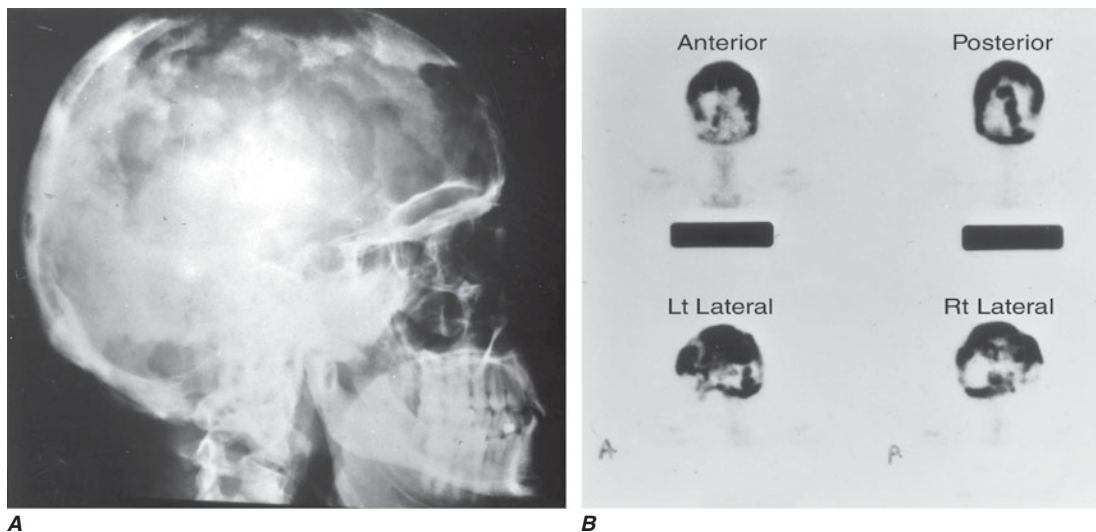 Anterior
Posterior
Lt Lateral
Rt Lateral
A
P
A
B